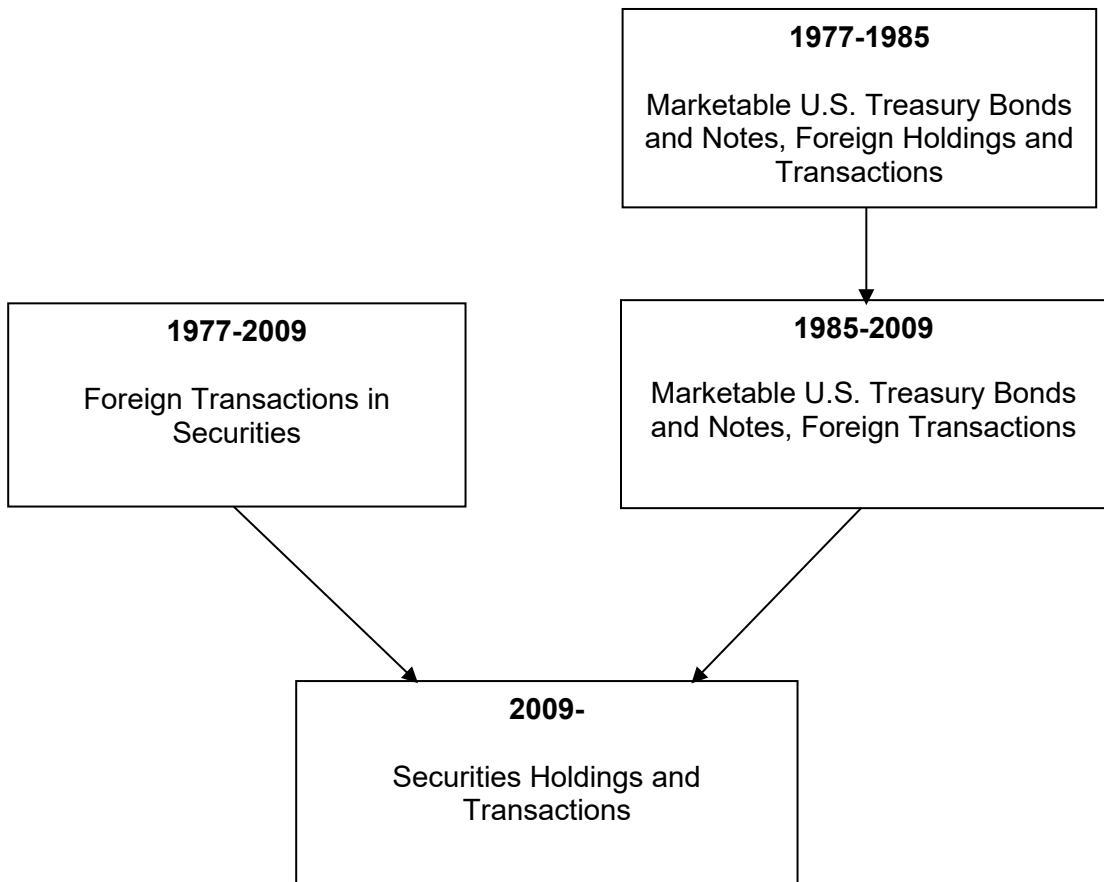 1977-1985
Marketable U.S. Treasury Bonds
and Notes, Foreign Holdings and
Transactions
1977-2009
Foreign Transactions in
Securities
1985-2009
Marketable U.S. Treasury Bonds
and Notes, Foreign Transactions
2009-
Securities Holdings and
Transactions